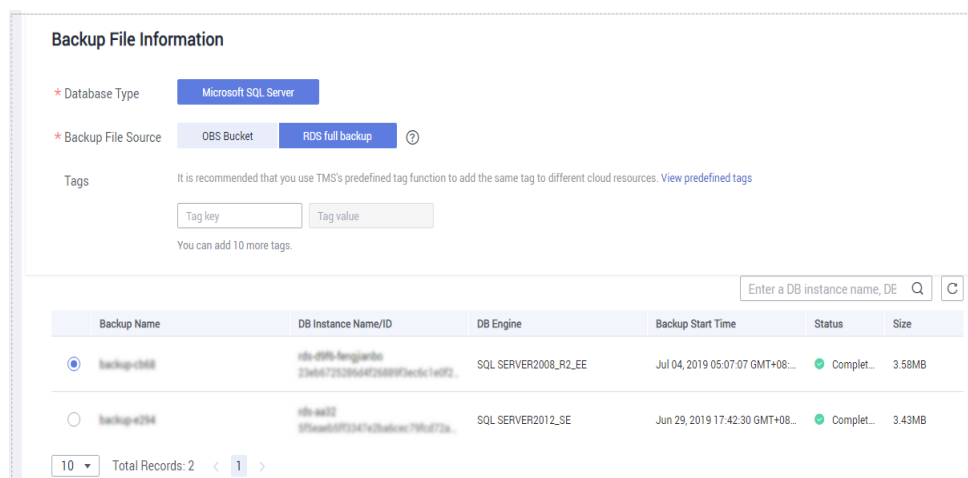 Backup File Information
* Database Type Microsoft SQL Server
* Backup File Source OBS Bucket RDS full backup ?
Tags It is recommended that you use TMS's predefined tag function to add the same tag to different cloud resources. View predefined tags
Tag key Tag value
You can add 10 more tags.
Enter a DB instance name, DE
Backup Name DB Instance Name/ID DB Engine Backup Start Time Status Size
SQL SERVER2008_R2_EE Jul 04, 2019 05:07:07 GMT+08:... Complet... 3.58MB
SQL SERVER2012_SE Jun 29, 2019 17:42:30 GMT+08... Complet... 3.43MB
10 Total Records: 2 < 1 >